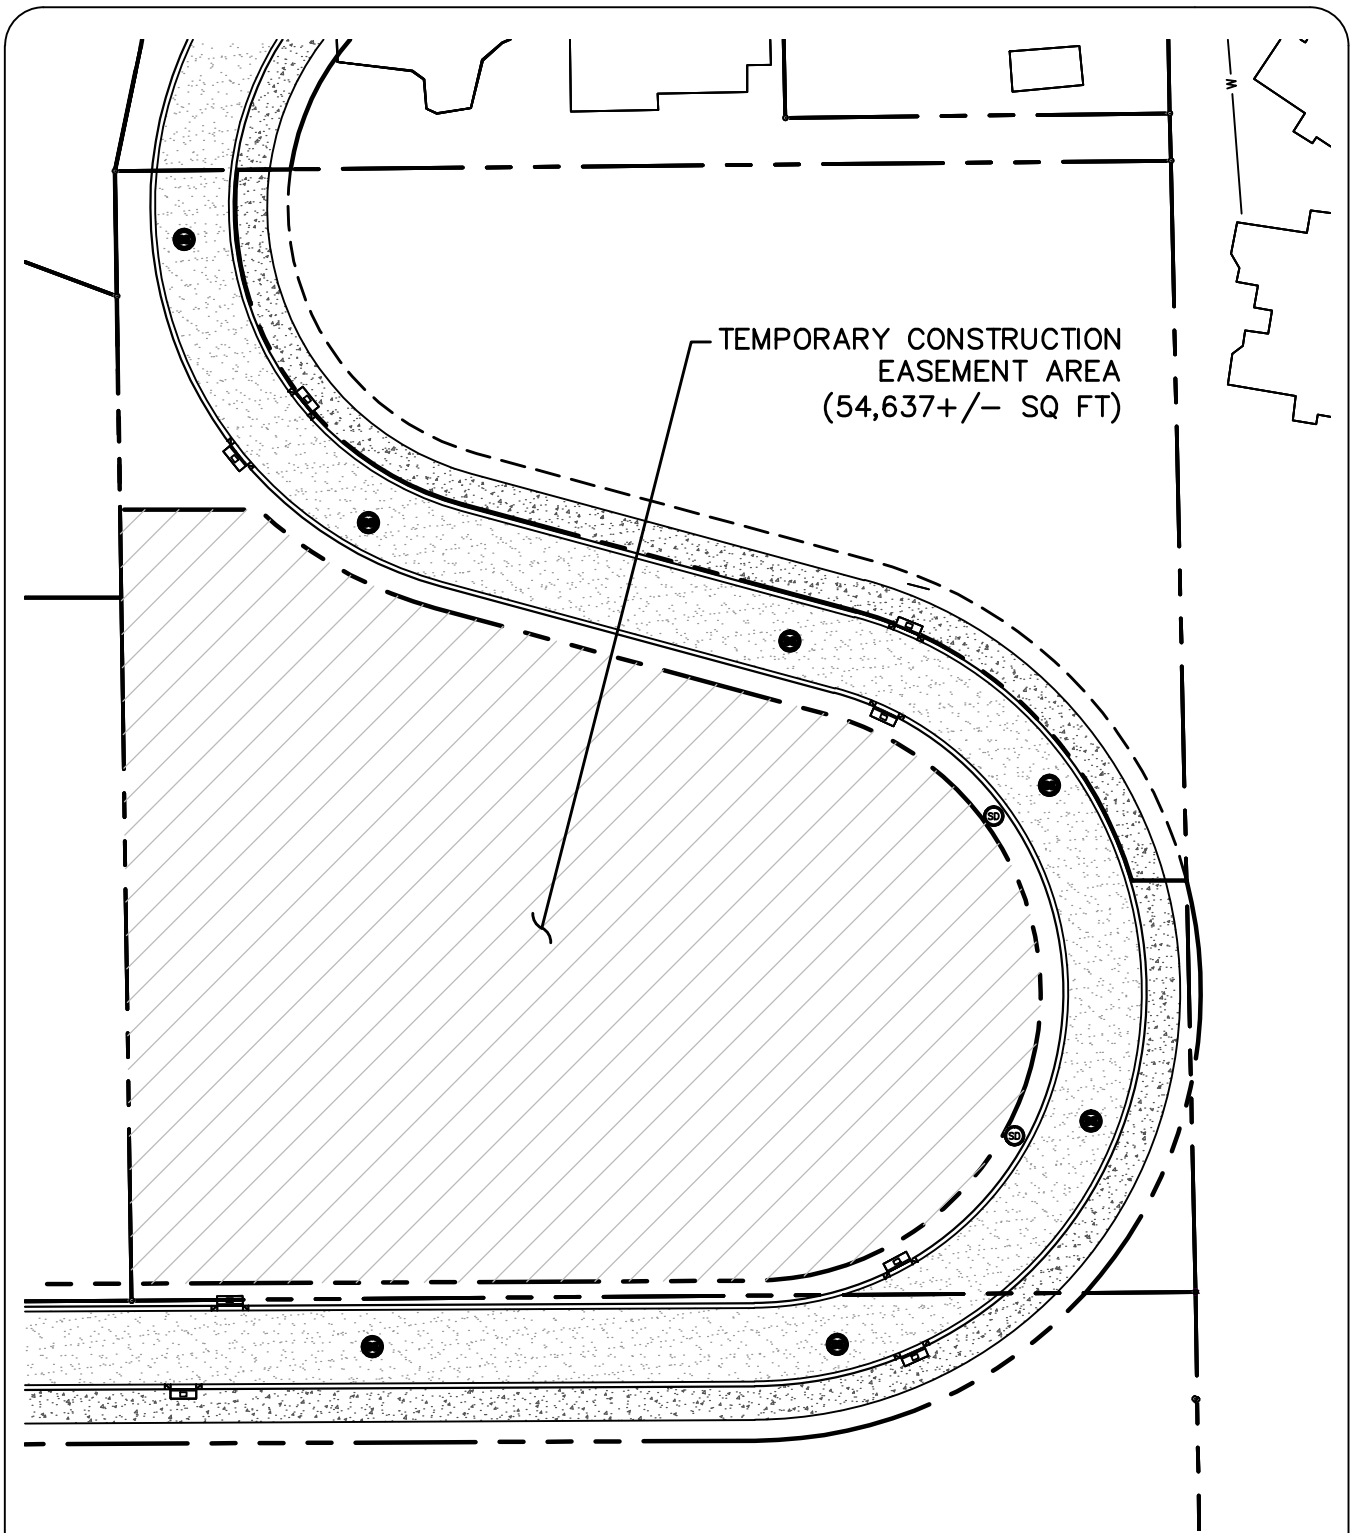 W
TEMPORARY CONSTRUCTION
EASEMENT AREA
(54,637+/- SQ FT)
SD
SD